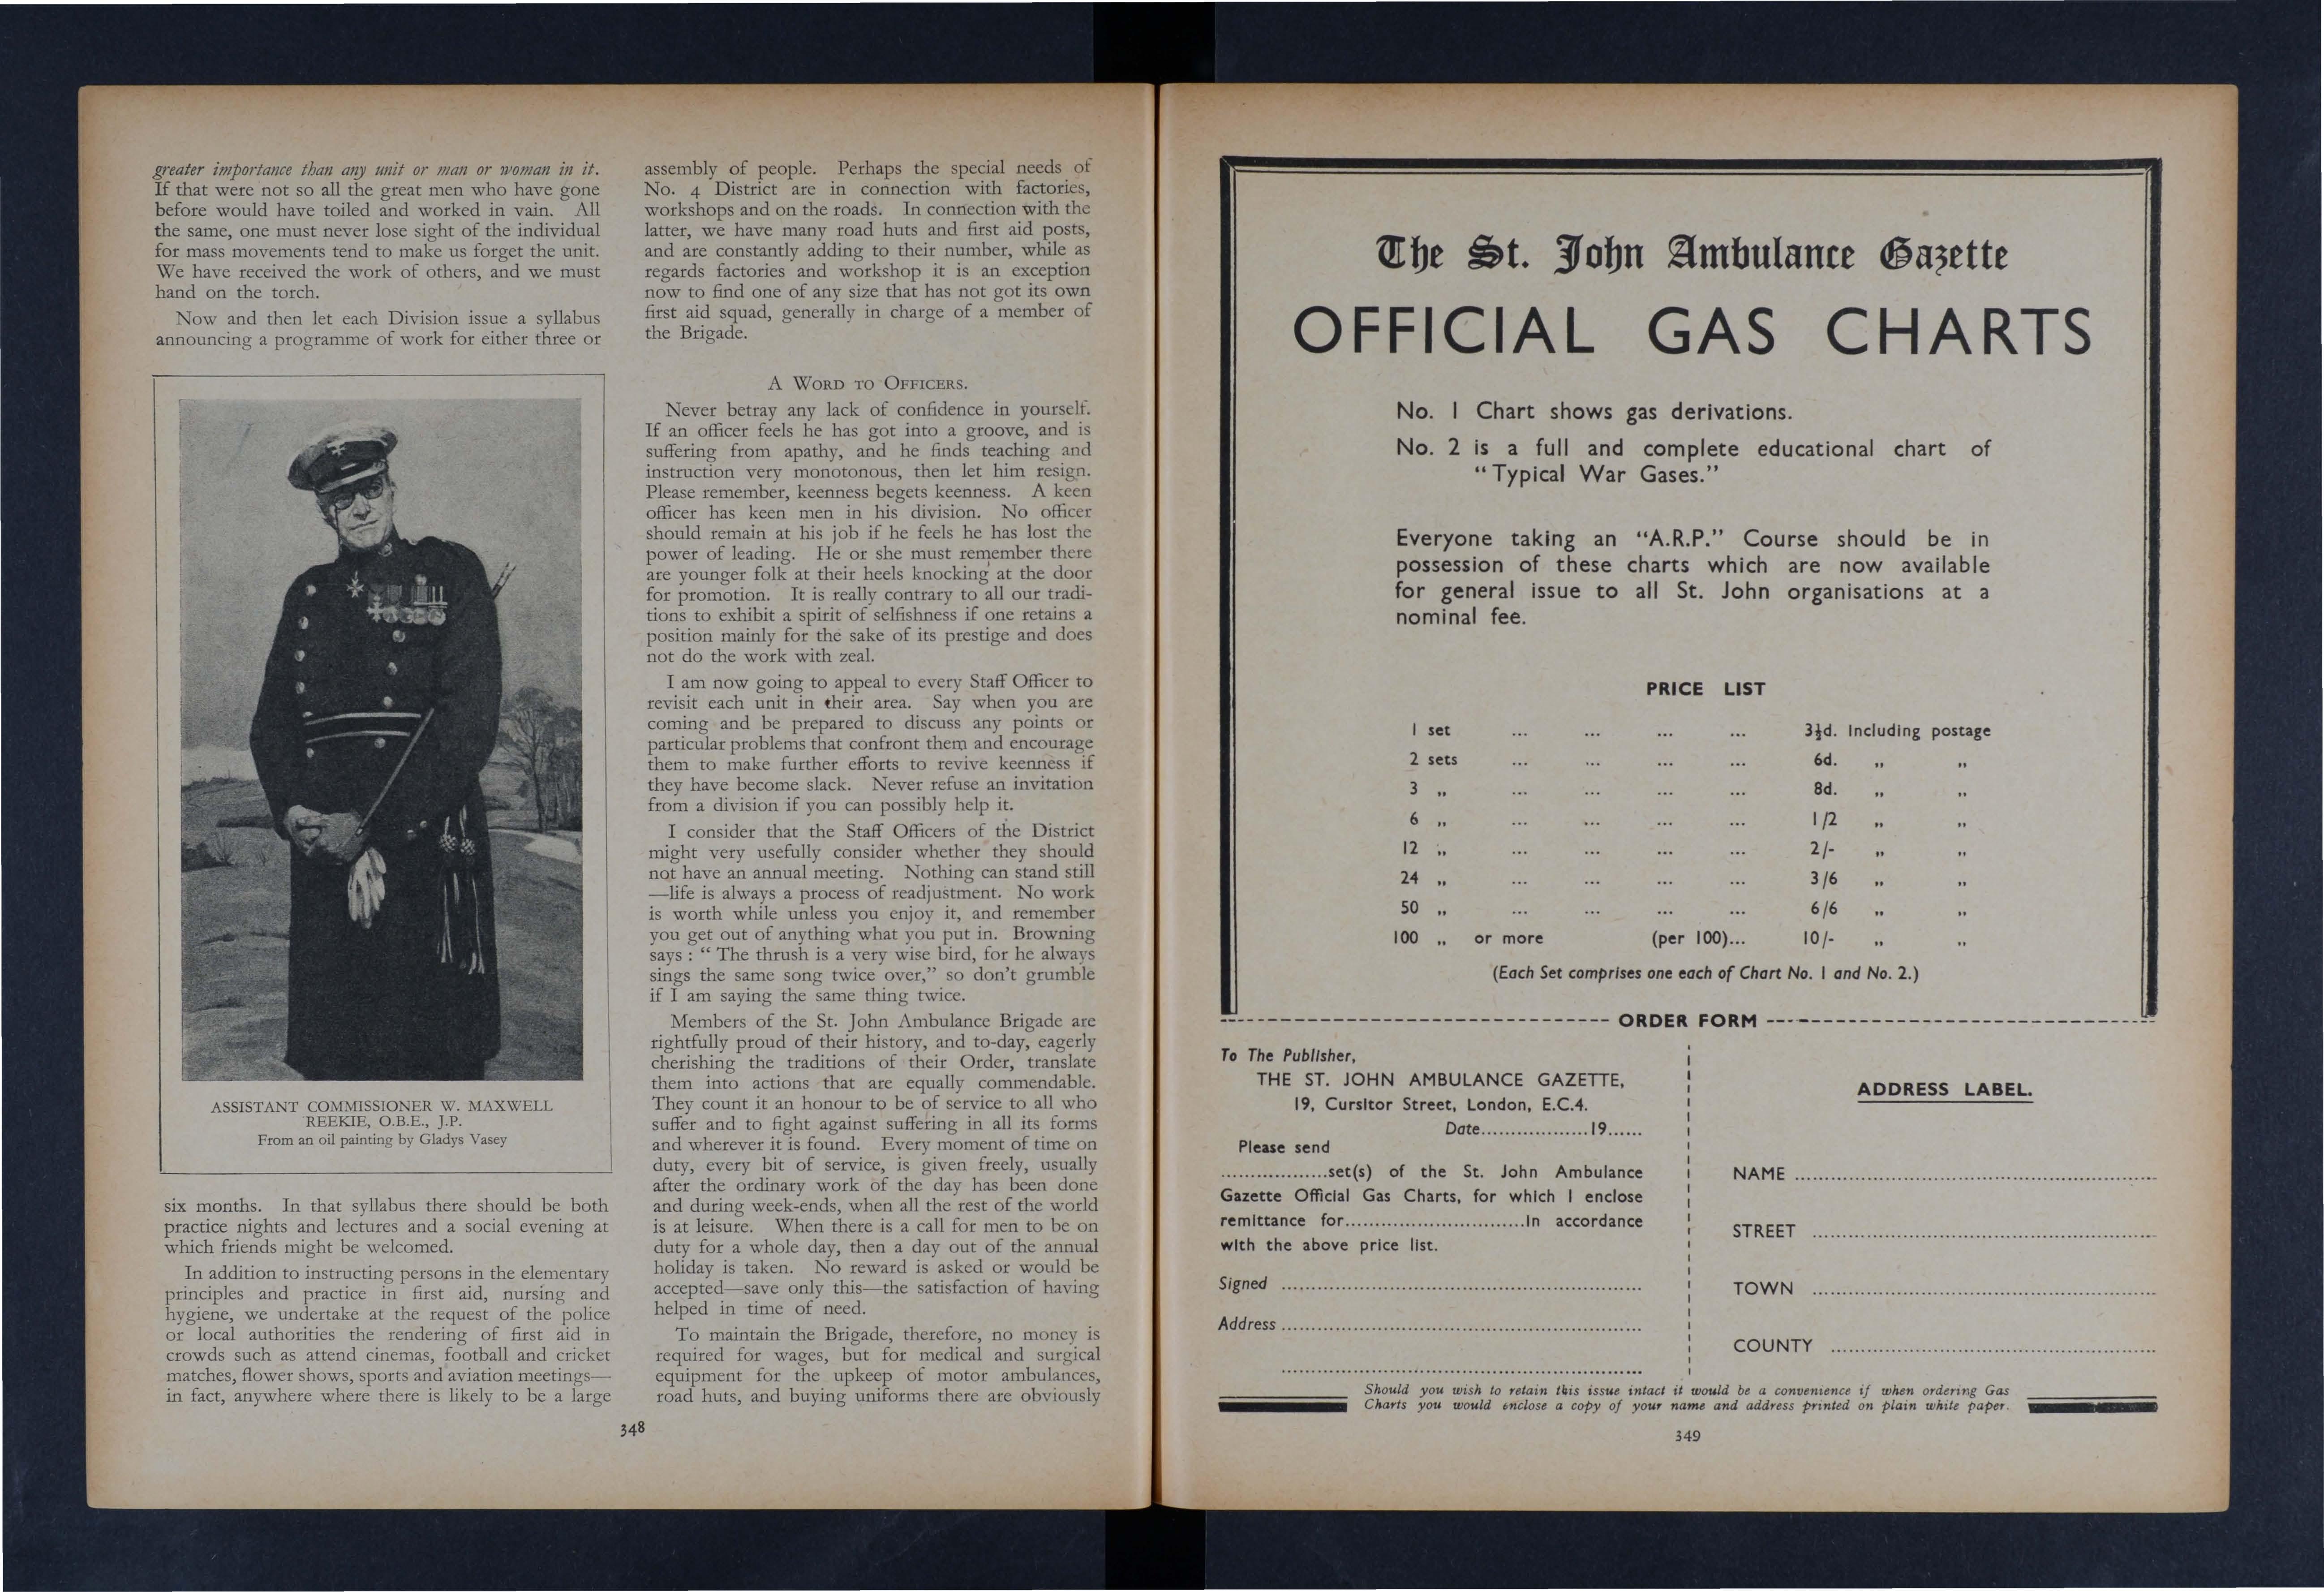 greater importance than any unit or man or woman in it.
If that were not so all the great men who have gone
before would have toiled and worked in vain. All
the same, one must never lose sight of the individual
for mass movements tend to make us forget the unit.
We have received the work of others, and we must
hand on the torch.
Now and then let each Division issue a syllabus
announcing a programme of work for either three or
ASSISTANT COMMISSIONER W. MAXWELL
REEKIE, O.B.E., J.P.
From an oil painting by Gladys Vasey
six months. In that syllabus there should be both
practice nights and lectures and a social evening at
which friends might be welcomed.
In addition to instructing persons in the elementary
principles and practice in first aid, nursing and
hygiene, we undertake at the request of the police
or local authorities the rendering of first aid in
crowds such as attend cinemas, football and cricket
matches, flower shows, sports and aviation meetings—
in fact, anywhere where there is likely to be a large
assembly of people. Perhaps the special needs of
No. 4 District are in connection with factories,
workshops and on the roads. In connection with the
latter, we have many road huts and first aid posts,
and are constantly adding to their number, while as
regards factories and workshop it is an exception
now to find one of any size that has not got its own
first aid squad, generally in charge of a member of
the Brigade.
A WORD TO OFFICERS.
Never betray any lack of confidence in yourself.
If an officer feels he has got into a groove, and is
suffering from apathy, and he finds teaching and
instruction very monotonous, then let him resign.
Please remember, keenness begets keenness. A keen
officer has keen men in his division. No officer
should remain at his job if he feels he has lost the
power of leading. He or she must remember there
are younger folk at their heels knocking at the door
for promotion. It is really contrary to all our tradi-
tions to exhibit a spirit of selfishness if one retains a
position mainly for the sake of its prestige and does
not do the work with zeal.
I am now going to appeal to every Staff Officer to
revisit each unit in their area. Say when you are
coming and be prepared to discuss any points or
particular problems that confront them and encourage
them to make further efforts to revive keenness if
they have become slack. Never refuse an invitation
from a division if you can possibly help it.
I consider that the Staff Officers of the District
might very usefully consider whether they should
not have an annual meeting. Nothing can stand still
—life is always a process of readjustment. No work
is worth while unless you enjoy it, and remember
you get out of anything what you put in. Browning
says : “ The thrush is a very wise bird, for he always
sings the same song twice over,” so don't grumble
if I am saying the same thing twice.
Members of the St. John Ambulance Brigade are
rightfully proud of their history, and to-day, eagerly
cherishing the traditions of their Order, translate
them into actions that are equally commendable.
They count it an honour to be of service to all who
suffer and to fight against suffering in all its forms
and wherever it is found. Every moment of time on
duty, every bit of service, is given freely, usually
after the ordinary work of the day has been done
and during week-ends, when all the rest of the world
is at leisure. When there is a call for men to be on
duty for a whole day, then a day out of the annual
holiday is taken. No reward is asked or would be
accepted—save only this—the satisfaction of having
helped in time of need.
To maintain the Brigade, therefore, no money is
required for wages, but for medical and surgical
equipment for the upkeep of motor ambulances,
road huts, and buying uniforms there are obviously
348
The St. John Ambulance Gazette
OFFICIAL GAS CHARTS
No. 1 Chart shows gas derivations.
No. 2 is a full and complete educational chart of
“Typical War Gases.”
Everyone taking an “A.R.P.” Course should be in
possession of these charts which are now available
for general issue to all St. John organisations at a
nominal fee.
PRICE LIST
1 set ... ... ... ... 3½d. Including postage
2 sets ... ... ... ... 6d. ,, ,,
3 ,, ... ... ... ... 8d. ,, ,,
6 ,, ... ... ... ... 1/2 ,, ,,
12 ,, ... ... ... ... 2/- ,, ,,
24 ,, ... ... ... ... 3/6 ,, ,,
50 ,, ... ... ... ... 6/6 ,, ,,
100 ,, or more (per 100)... 10/- ,, ,,
(Each Set comprises one each of Chart No. 1 and No. 2.)
ORDER FORM
To The Publisher,
THE ST. JOHN AMBULANCE GAZETTE,
19, Cursitor Street, London, E.C.4.
Date..................19......
Please send
..................set(s) of the St. John Ambulance
Gazette Official Gas Charts, for which I enclose
remittance for..............................In accordance
with the above price list.
Signed ............................................................
Address ............................................................
............................................................
ADDRESS LABEL.
NAME ............................................................
STREET ............................................................
TOWN ............................................................
COUNTY ............................................................
Should you wish to retain this issue intact it would be a convenience if when ordering Gas
Charts you would enclose a copy of your name and address printed on plain white paper.
349